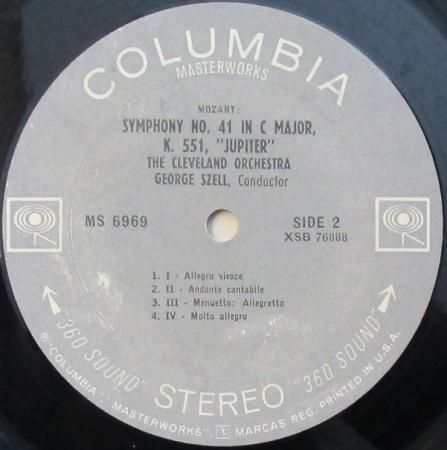 COLUMBIA
MASTERWORKS
MOZART:
SYMPHONY NO. 41 IN C MAJOR,
K. 551, "JUPITER"
THE CLEVELAND ORCHESTRA
GEORGE SZELL, Conductor
MS 6969
SIDE 2
XSB 76888
1. I - Allegro vivace
2. II - Andante cantabile
3. III - Menuetto: Allegretto
4. IV - Molto allegro
"360 SOUND" STEREO "360 SOUND"
℗"COLUMBIA", "MASTERWORKS", 1 MARCAS REG. PRINTED IN U.S.A.